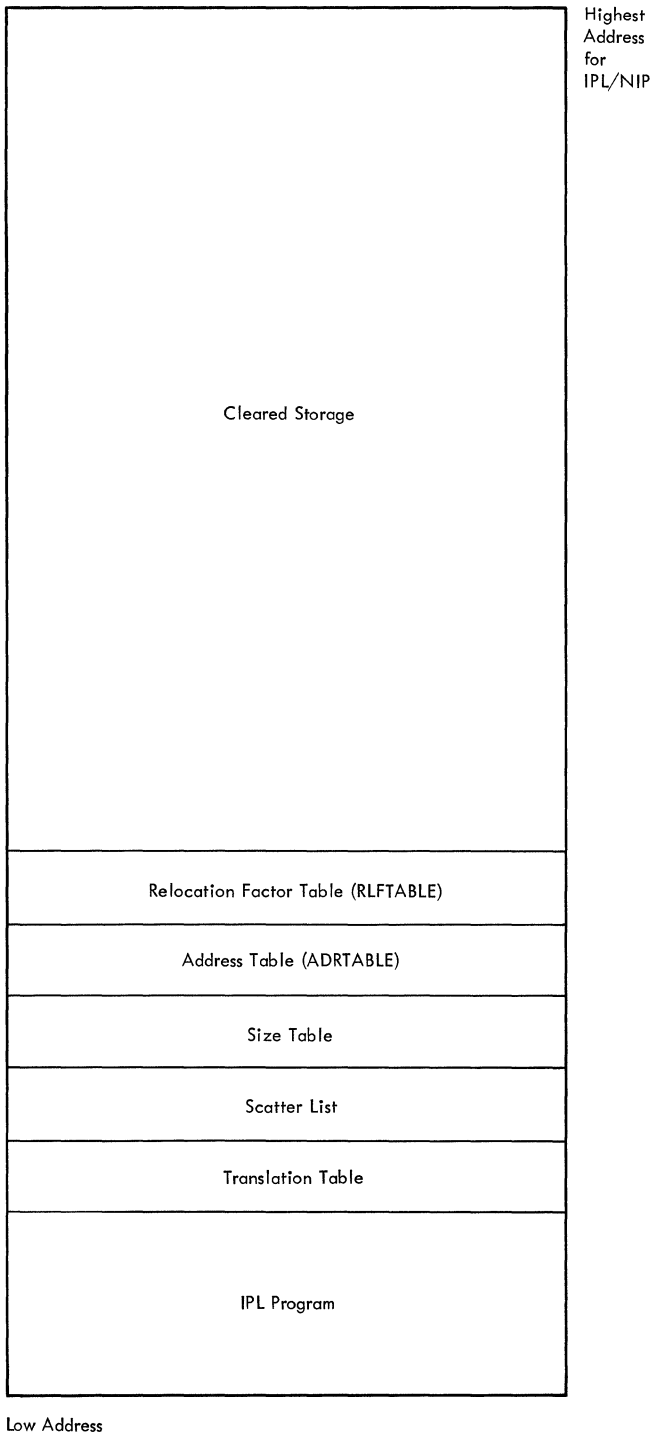 Highest
Address
for
IPL/NIP
Cleared Storage
Relocation Factor Table (RLFTABLE)
Address Table (ADRTABLE)
Size Table
Scatter List
Translation Table
IPL Program
Low Address